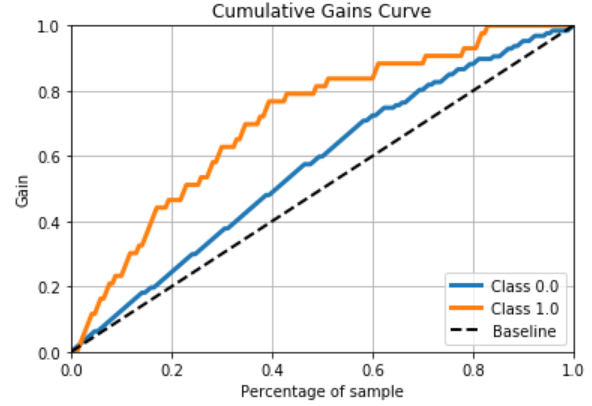 Cumulative Gains Curve
1.0
0.8
0.6
0.4
0.2
0.0
Gain
0.0 0.2 0.4 0.6 0.8 1.0
Percentage of sample
Class 0.0
Class 1.0
Baseline